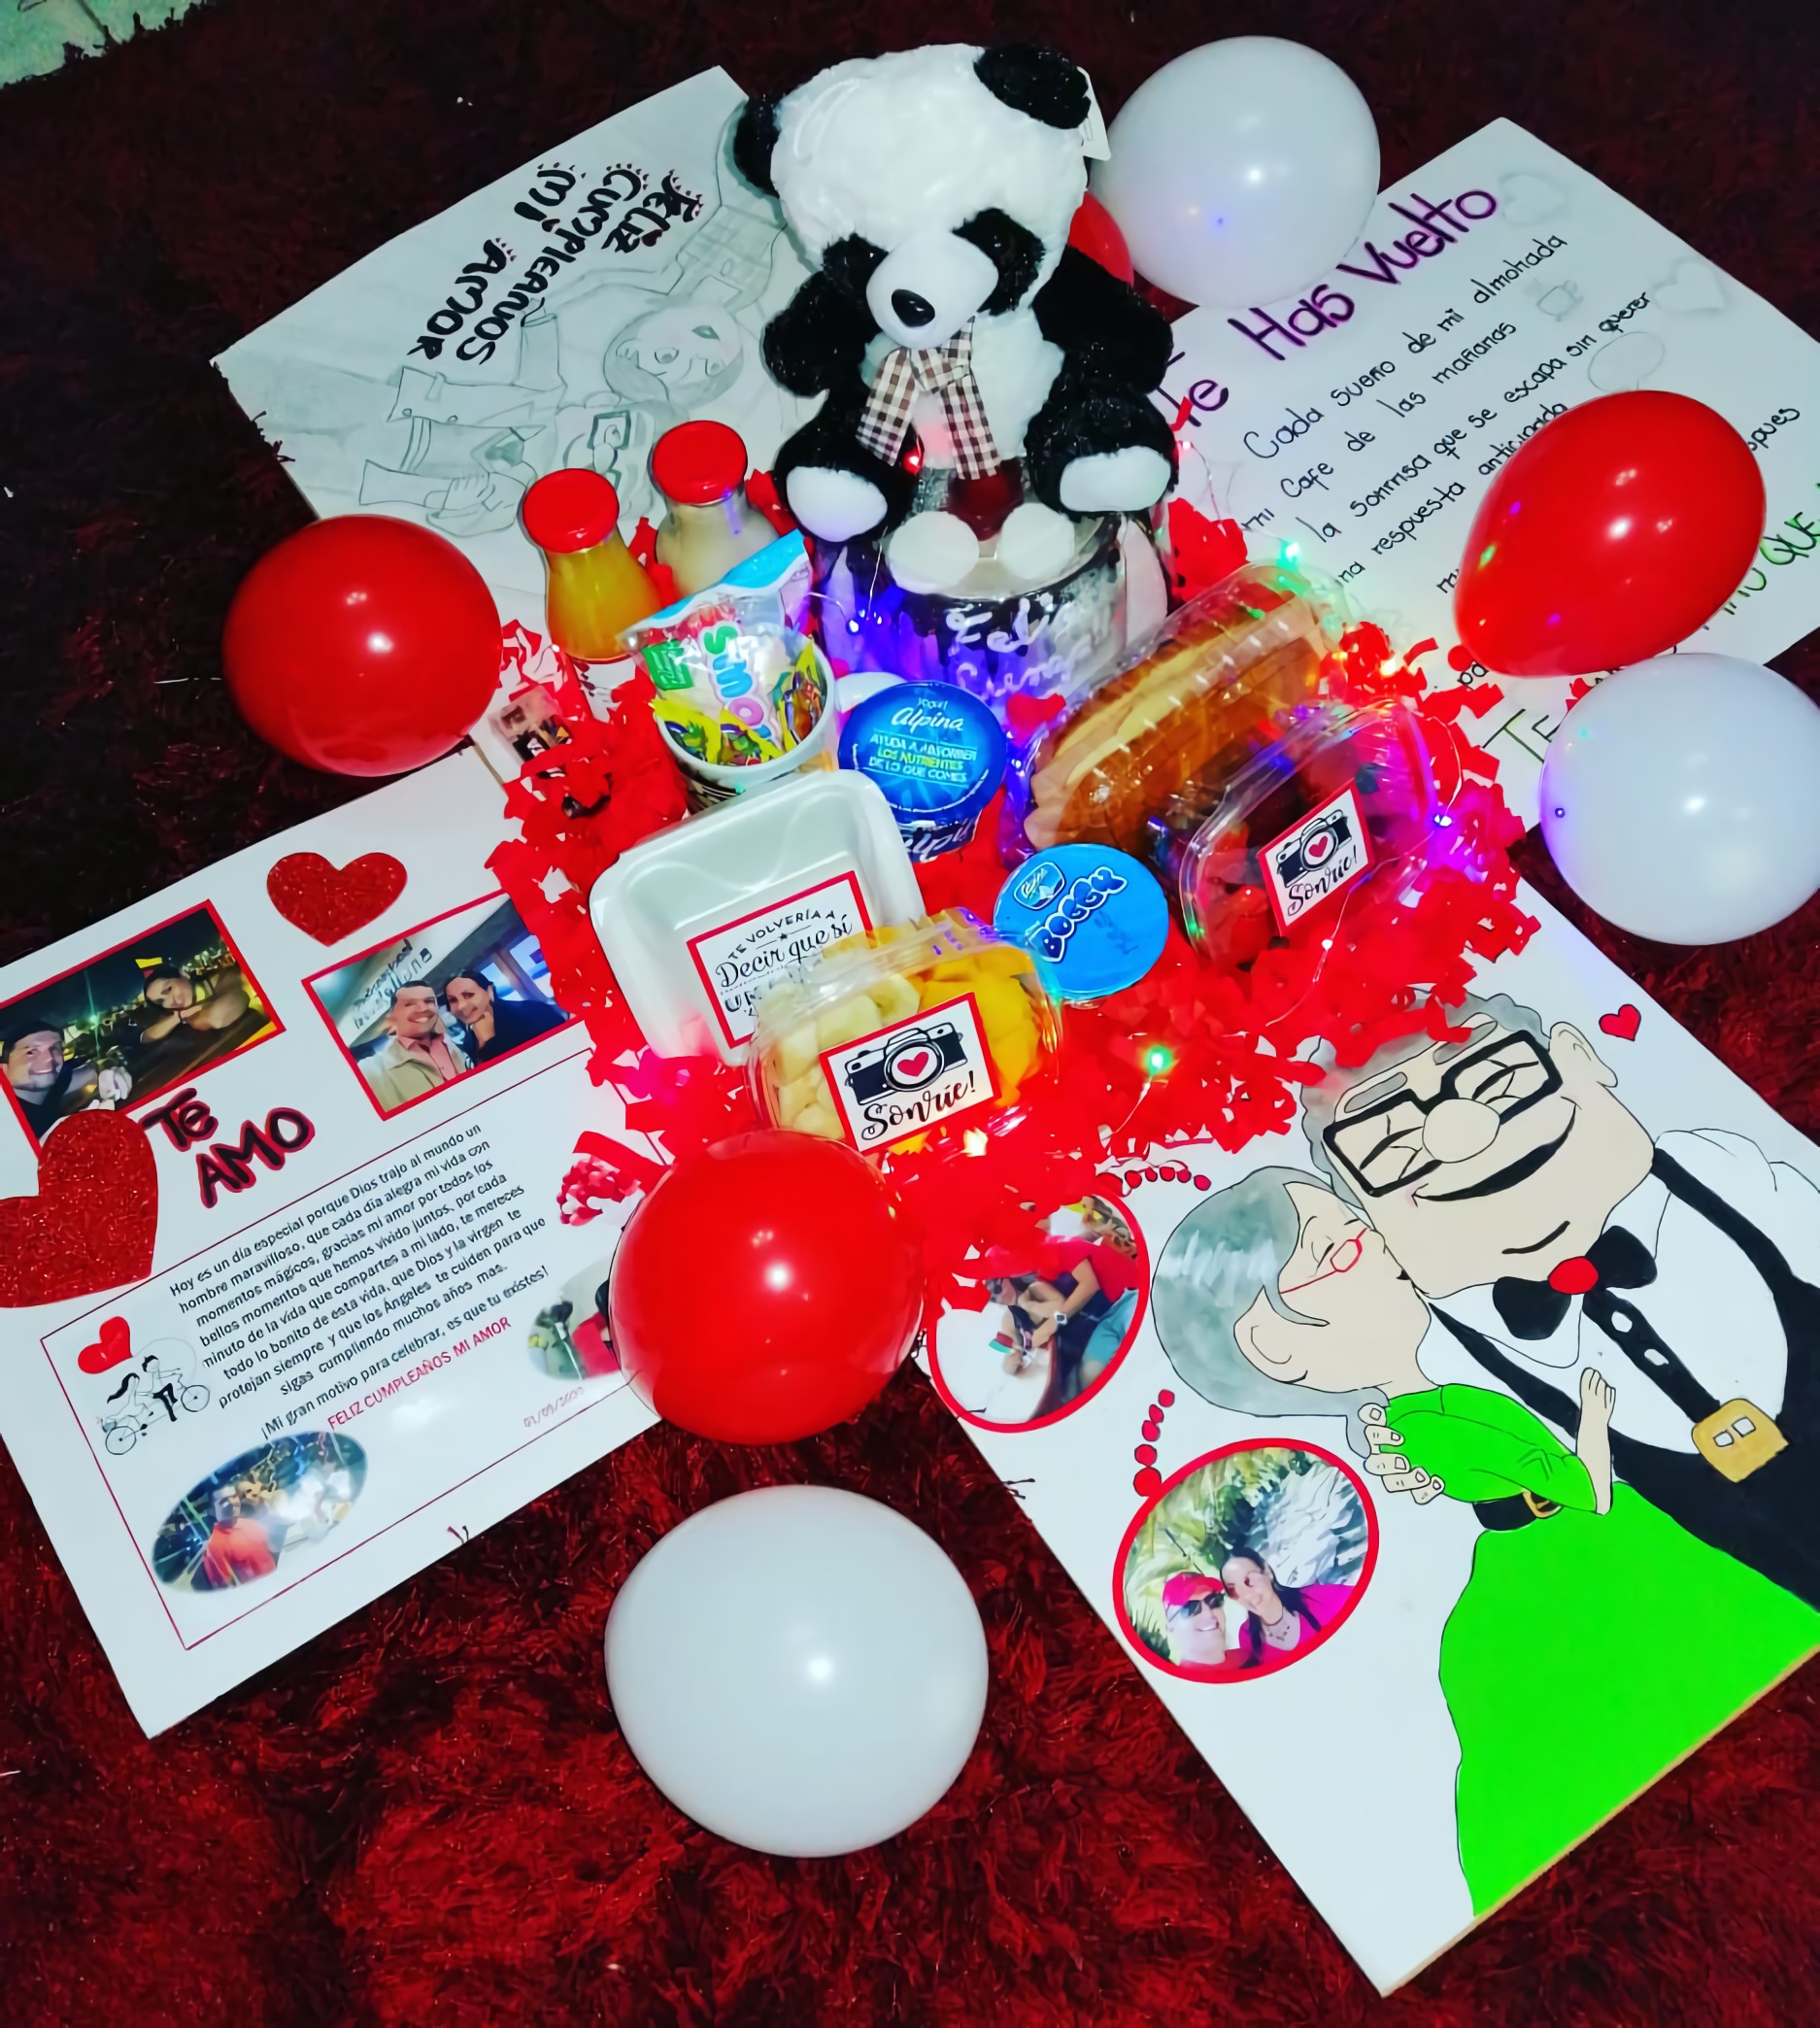 FELIZ
CUMPLEAÑOS
MI
AMOR
Te Has Vuelto
Cada sueño de mi almohada
mi cafe de las mañanas
la sonrisa que se escapa sin querer
respuesta anticipada
TE
Yogurt
Alpina
AYUDA A ABSORBER
LOS NUTRIENTES
DE LO QUE COMES
Alpina
BOGGY
Sonríe!
TE VOLVERÍA A
Decir que sí
Sonríe!
TE
AMO
Hoy es un día especial porque Dios trajo al mundo un
hombre maravilloso, que cada día alegra mi vida con
momentos mágicos, gracias mi amor por todos los
bellos momentos que hemos vivido juntos, por cada
minuto de la vida que compartes a mi lado, te mereces
todo lo bonito de esta vida, que Dios y la virgen te
protejan siempre y que los Ángeles te cuiden para que
sigas cumpliendo muchos años mas.
¡Mi gran motivo para celebrar, es que tu existes!
FELIZ CUMPLEAÑOS MI AMOR